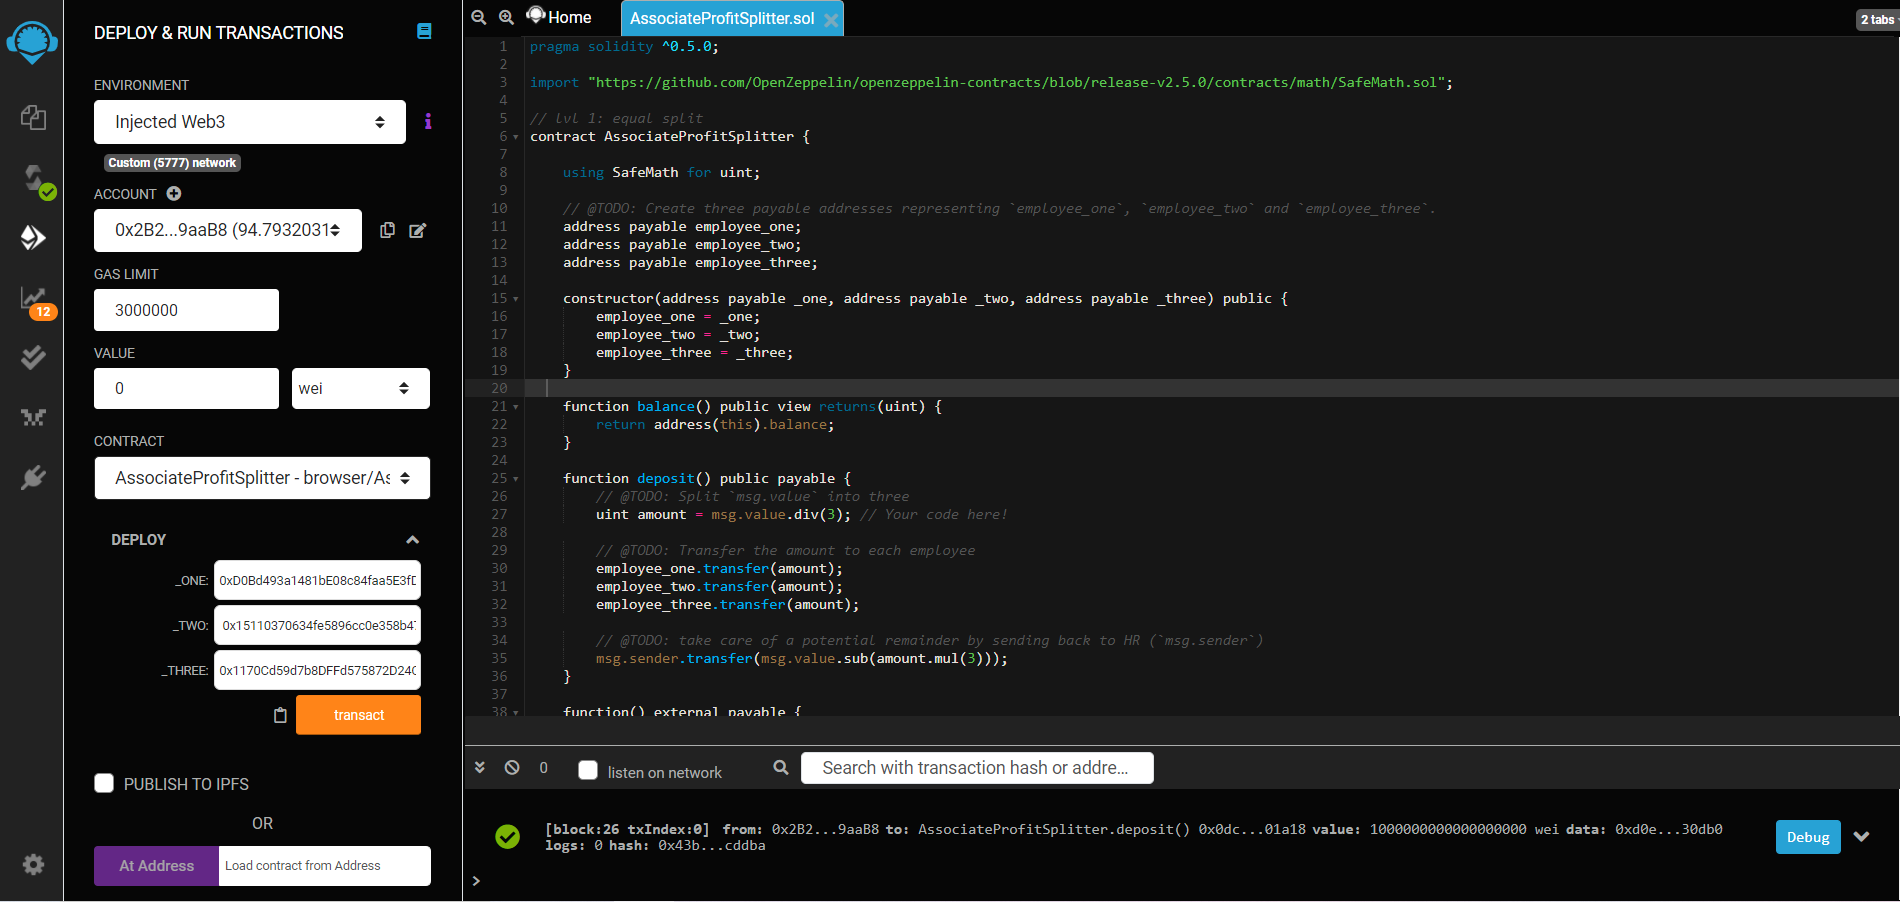 DEPLOY & RUN TRANSACTIONS
ENVIRONMENT
Injected Web3
i
Custom (5777) network
ACCOUNT
0x2B2...9aaB8 (94.7932031
GAS LIMIT
3000000
VALUE
0
wei
CONTRACT
AssociateProfitSplitter - browser/As
DEPLOY
_ONE:
0xD0Bd493a1481bE08c84faa5E3fD
_TWO:
0x15110370634fe5896cc0e358b47
_THREE:
0x1170Cd59d7b8DFFd575872D24C
transact
PUBLISH TO IPFS
OR
At Address
Load contract from Address
12
Home
AssociateProfitSplitter.sol
2 tabs
1 pragma solidity ^0.5.0;
2
3 import "https://github.com/OpenZeppelin/openzeppelin-contracts/blob/release-v2.5.0/contracts/math/SafeMath.sol";
4
5 // lvl 1: equal split
6 contract AssociateProfitSplitter {
7
8 using SafeMath for uint;
9
10 // @TODO: Create three payable addresses representing `employee_one`, `employee_two` and `employee_three`.
11 address payable employee_one;
12 address payable employee_two;
13 address payable employee_three;
14
15 constructor(address payable _one, address payable _two, address payable _three) public {
16 employee_one = _one;
17 employee_two = _two;
18 employee_three = _three;
19 }
20
21 function balance() public view returns(uint) {
22 return address(this).balance;
23 }
24
25 function deposit() public payable {
26 // @TODO: Split `msg.value` into three
27 uint amount = msg.value.div(3); // Your code here!
28
29 // @TODO: Transfer the amount to each employee
30 employee_one.transfer(amount);
31 employee_two.transfer(amount);
32 employee_three.transfer(amount);
33
34 // @TODO: take care of a potential remainder by sending back to HR (`msg.sender`)
35 msg.sender.transfer(msg.value.sub(amount.mul(3)));
36 }
37
38 function() external payable {
0
listen on network
Search with transaction hash or addre...
[block:26 txIndex:0] from: 0x2B2...9aaB8 to: AssociateProfitSplitter.deposit() 0x0dc...01a18 value: 1000000000000000000 wei data: 0xd0e...30db0
logs: 0 hash: 0x43b...cddba
Debug
>